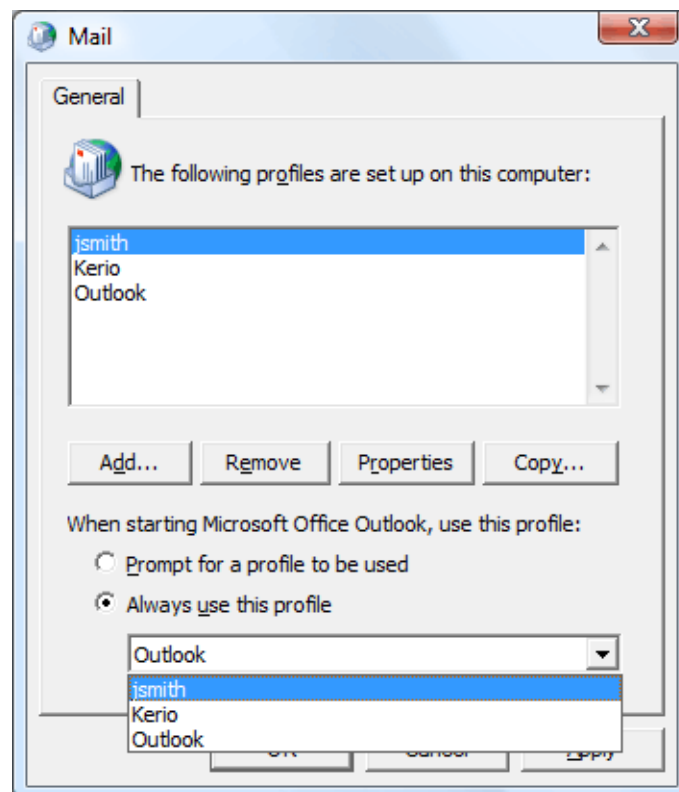 Mail
General
The following profiles are set up on this computer:
jsmith
Kerio
Outlook
Add... Remove Properties Copy...
When starting Microsoft Office Outlook, use this profile:
Prompt for a profile to be used
Always use this profile
Outlook
jsmith
Kerio
Outlook